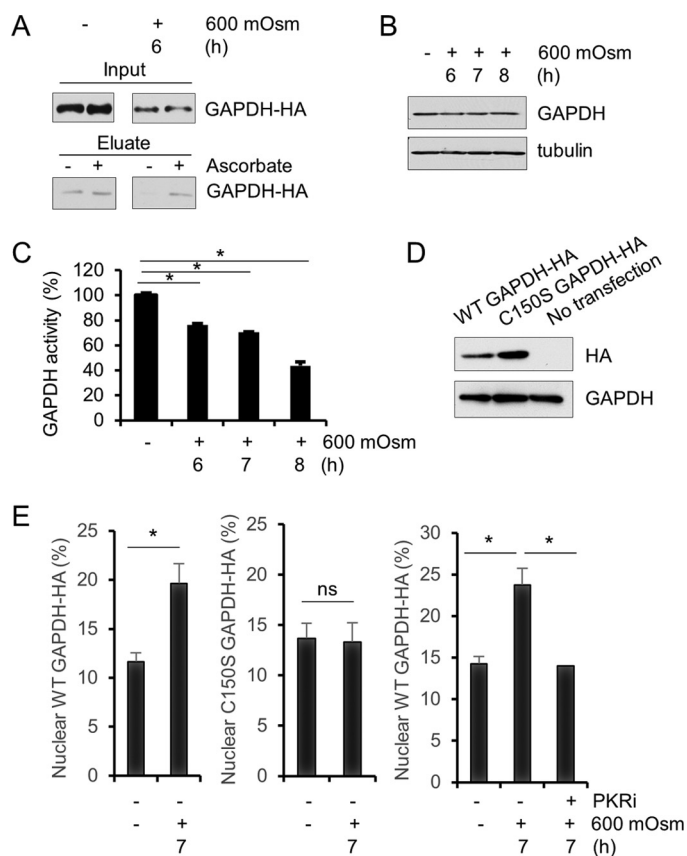 A
- + 600 mOsm
6 (h)
Input
GAPDH-HA
Eluate
- + - + Ascorbate
GAPDH-HA
B
- + + + 600 mOsm
6 7 8 (h)
GAPDH
tubulin
C
GAPDH activity (%)
120
100
80
60
40
20
0
*
*
*
- + + + 600 mOsm
6 7 8 (h)
D
WT GAPDH-HA
C150S GAPDH-HA
No transfection
HA
GAPDH
E
Nuclear WT GAPDH-HA (%)
25
20
15
10
5
0
*
- -
- +
7
Nuclear C150S GAPDH-HA (%)
25
20
15
10
5
0
ns
- -
- +
7
Nuclear WT GAPDH-HA (%)
30
25
20
15
10
5
0
* *
- - + PKRi
- + + 600 mOsm
7 7 (h)